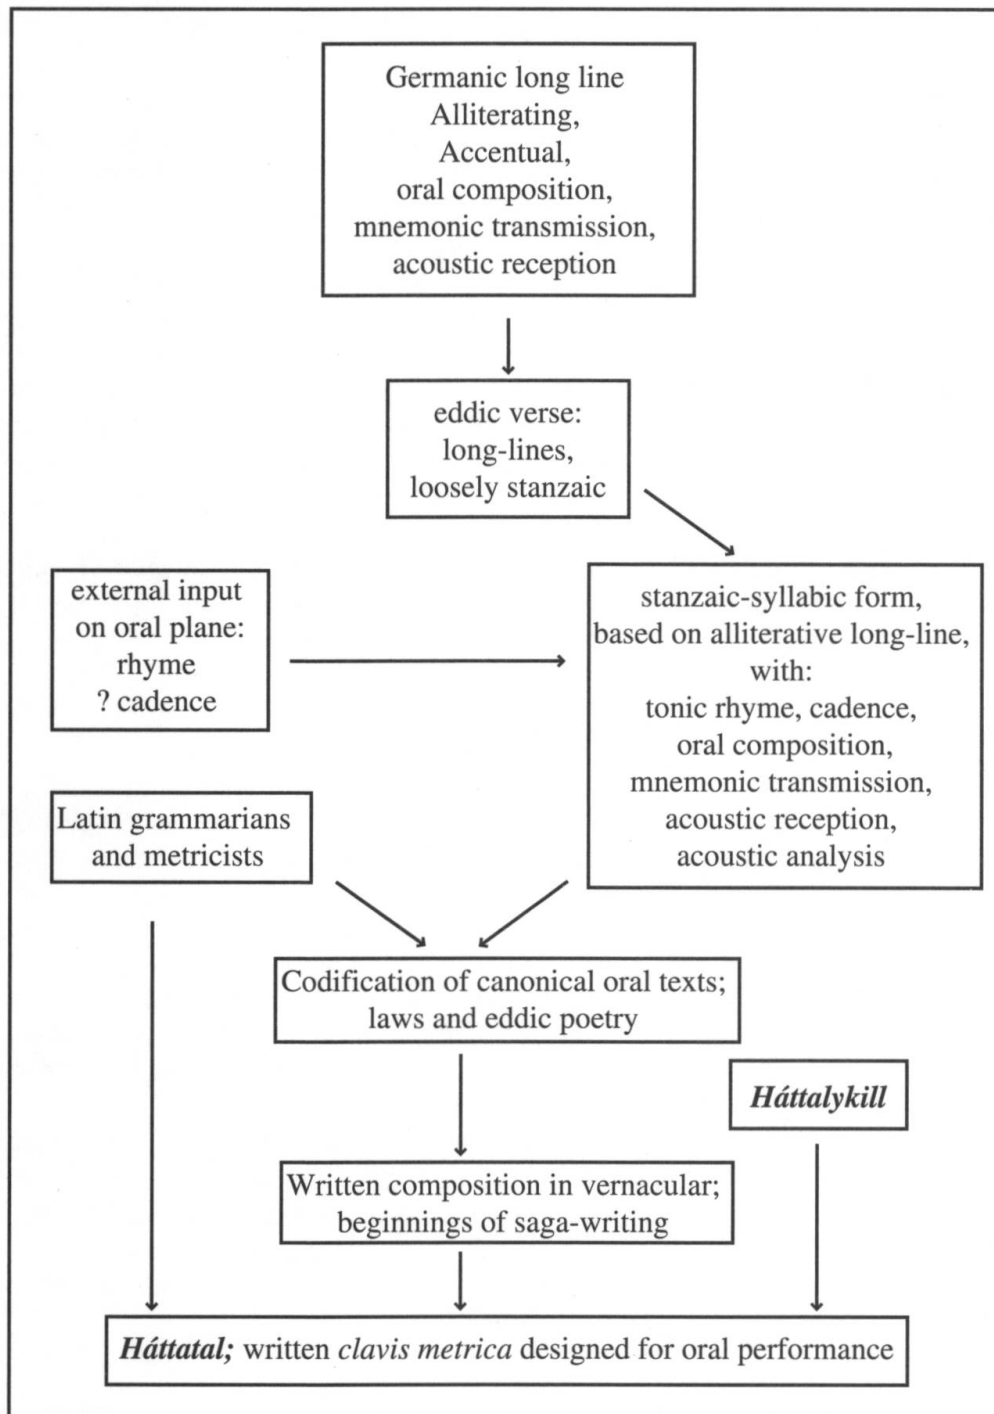 Germanic long line
Alliterating,
Accentual,
oral composition,
mnemonic transmission,
acoustic reception
eddic verse:
long-lines,
loosely stanzaic
external input
on oral plane:
rhyme
? cadence
stanzaic-syllabic form,
based on alliterative long-line,
with:
tonic rhyme, cadence,
oral composition,
mnemonic transmission,
acoustic reception,
acoustic analysis
Latin grammarians
and metricists
Codification of canonical oral texts;
laws and eddic poetry
Háttalykill
Written composition in vernacular;
beginnings of saga-writing
Háttatal; written clavis metrica designed for oral performance